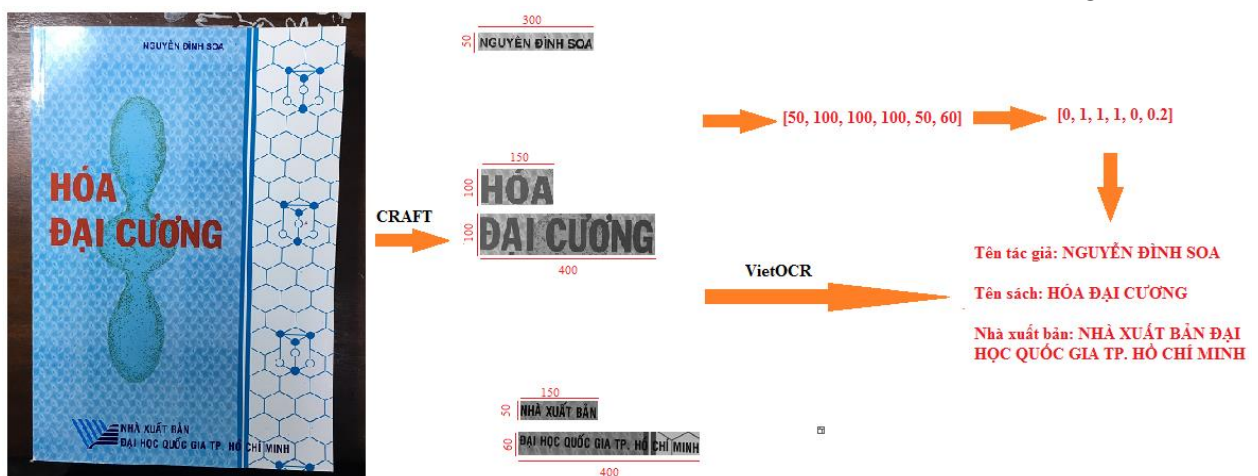 NGUYỄN ĐÌNH SOA
HÓA
ĐẠI CƯƠNG
NHÀ XUẤT BẢN
ĐẠI HỌC QUỐC GIA TP. HỒ CHÍ MINH
CRAFT
300
50
NGUYỄN ĐÌNH SOA
150
100
HÓA
100
ĐẠI CƯƠNG
400
150
50
NHÀ XUẤT BẢN
60
ĐẠI HỌC QUỐC GIA TP. HỒ CHÍ MINH
400
[50, 100, 100, 100, 50, 60]
[0, 1, 1, 1, 0, 0.2]
VietOCR
Tên tác giả: NGUYỄN ĐÌNH SOA
Tên sách: HÓA ĐẠI CƯƠNG
Nhà xuất bản: NHÀ XUẤT BẢN ĐẠI
HỌC QUỐC GIA TP. HỒ CHÍ MINH